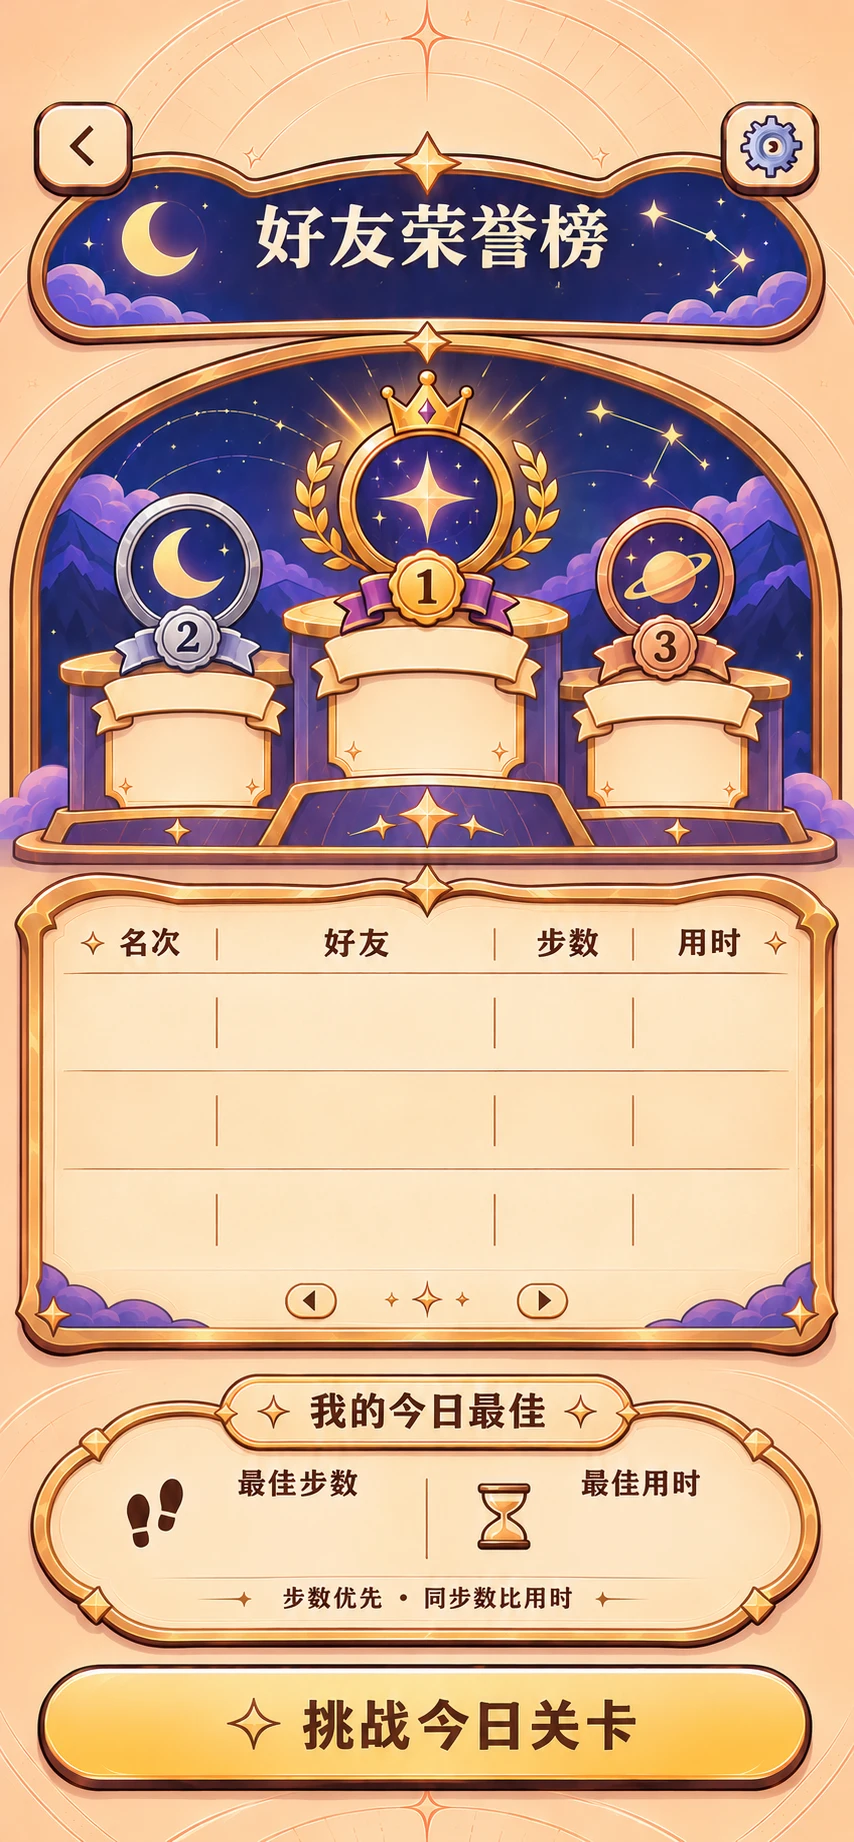 好友荣誉榜
1
2
3
名次 好友 步数 用时
我的今日最佳
最佳步数 最佳用时
步数优先 • 同步数比用时
挑战今日关卡